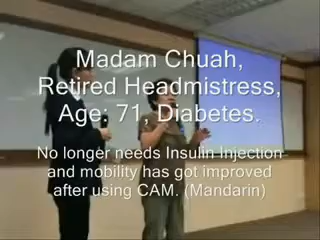 Madam Chuah,
Retired Headmistress,
Age: 71, Diabetes.
No longer needs Insulin Injection
and mobility has got improved
after using CAM. (Mandarin)